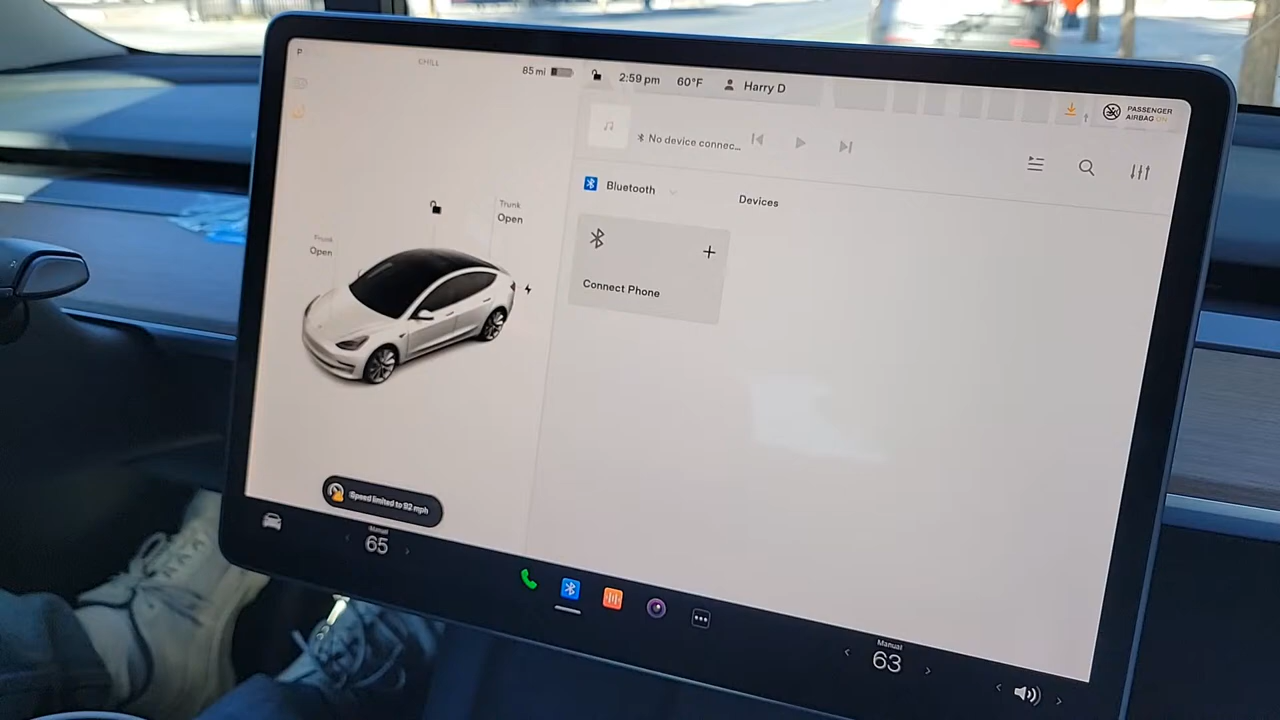 P
CHILL
85 mi
2:59 pm 60°F Harry D
PASSENGER
AIRBAG ON
No device connec...
Bluetooth
Devices
Connect Phone
Trunk
Open
Frunk
Open
Speed limited to 92 mph
Manual
65
Manual
63